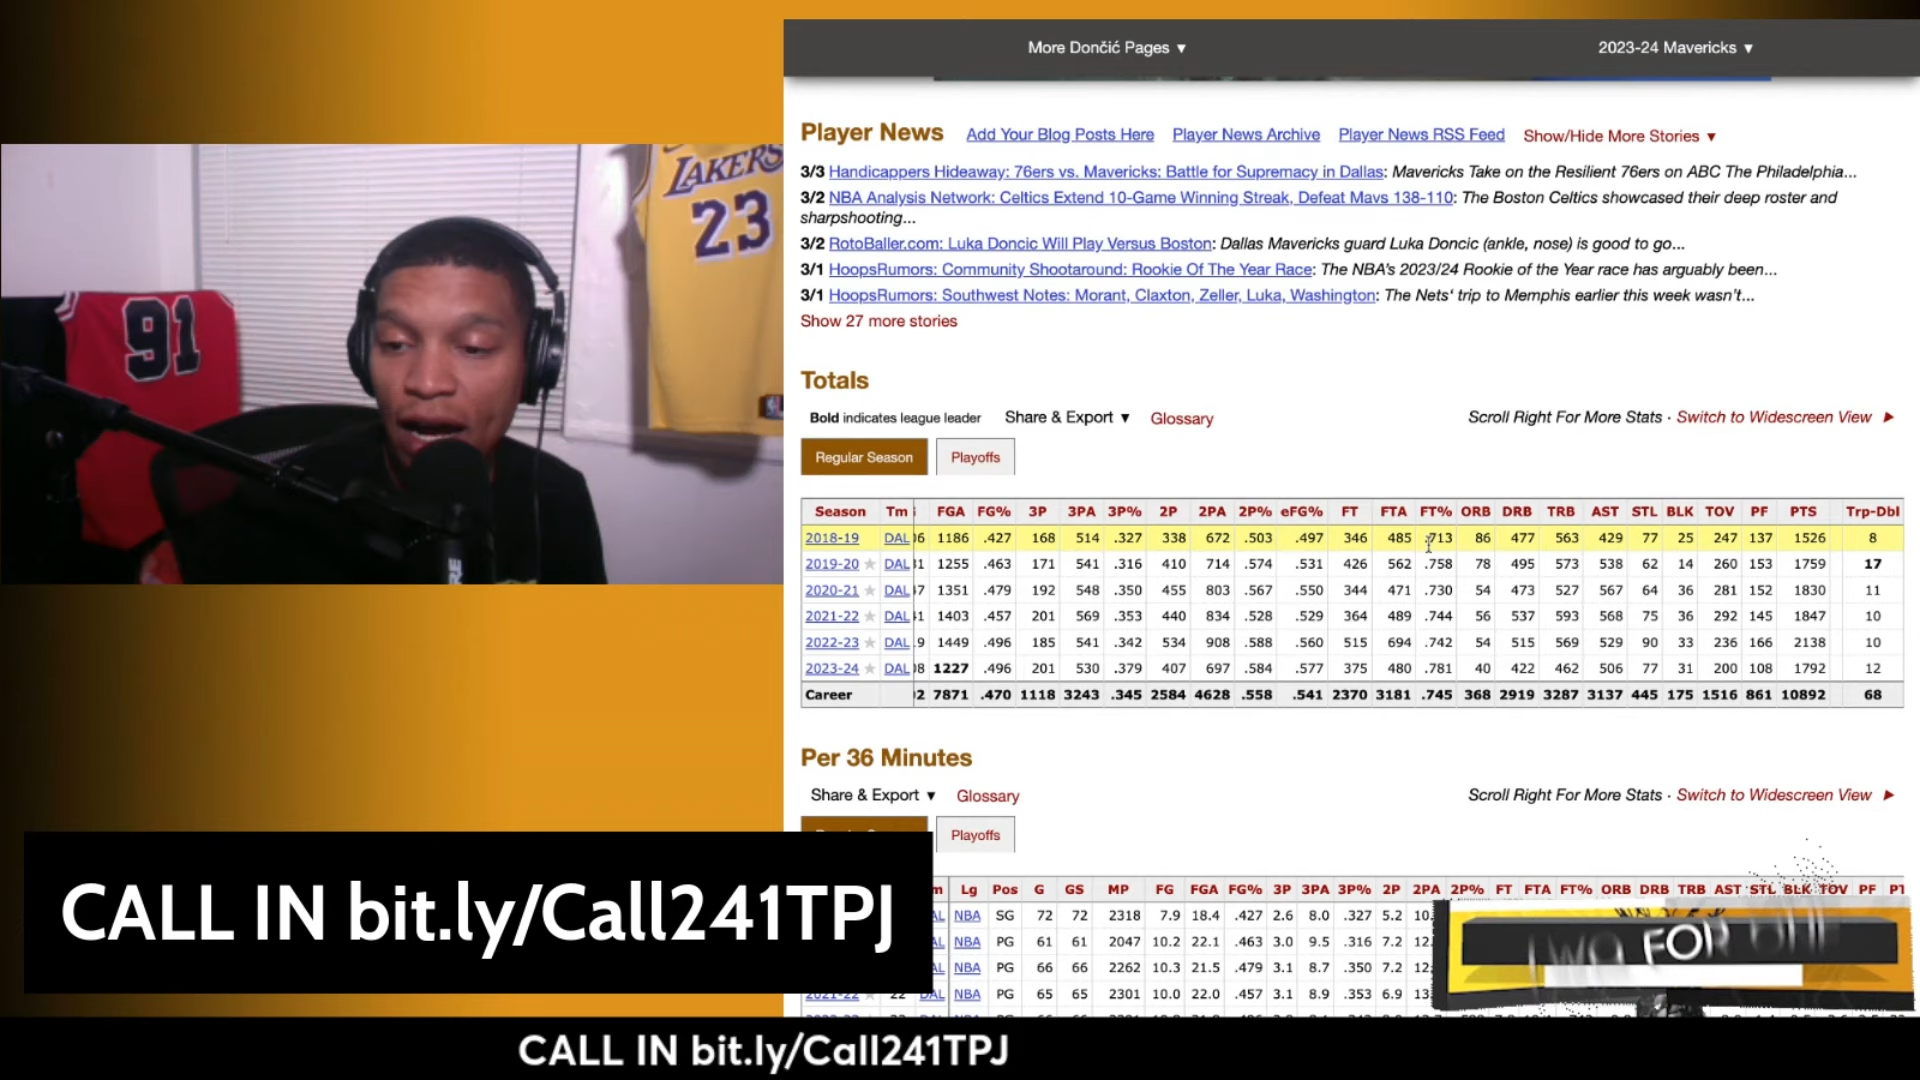 More Dončić Pages ▼ 2023-24 Mavericks ▼
LAKERS
23
91
Player News Add Your Blog Posts Here Player News Archive Player News RSS Feed Show/Hide More Stories ▼
3/3 Handicappers Hideaway: 76ers vs. Mavericks: Battle for Supremacy in Dallas: Mavericks Take on the Resilient 76ers on ABC The Philadelphia...
3/2 NBA Analysis Network: Celtics Extend 10-Game Winning Streak, Defeat Mavs 138-110: The Boston Celtics showcased their deep roster and
sharpshooting...
3/2 RotoBaller.com: Luka Doncic Will Play Versus Boston: Dallas Mavericks guard Luka Doncic (ankle, nose) is good to go...
3/1 HoopsRumors: Community Shootaround: Rookie Of The Year Race: The NBA's 2023/24 Rookie of the Year race has arguably been...
3/1 HoopsRumors: Southwest Notes: Morant, Claxton, Zeller, Luka, Washington: The Nets' trip to Memphis earlier this week wasn't...
Show 27 more stories
Totals
Bold indicates league leader Share & Export ▼ Glossary Scroll Right For More Stats · Switch to Widescreen View ▶
Regular Season Playoffs
Season Tm FGA FG% 3P 3PA 3P% 2P 2PA 2P% eFG% FT FTA FT% ORB DRB TRB AST STL BLK TOV PF PTS Trp-Dbl
2018-19 DAL 06 1186 .427 168 514 .327 338 672 .503 .497 346 485 .713 86 477 563 429 77 25 247 137 1526 8
2019-20 ★ DAL 31 1255 .463 171 541 .316 410 714 .574 .531 426 562 .758 78 495 573 538 62 14 260 153 1759 17
2020-21 ★ DAL 47 1351 .479 192 548 .350 455 803 .567 .550 344 471 .730 54 473 527 567 64 36 281 152 1830 11
2021-22 ★ DAL 41 1403 .457 201 569 .353 440 834 .528 .529 364 489 .744 56 537 593 568 75 36 292 145 1847 10
2022-23 ★ DAL 9 1449 .496 185 541 .342 534 908 .588 .560 515 694 .742 54 515 569 529 90 33 236 166 2138 10
2023-24 ★ DAL 08 1227 .496 201 530 .379 407 697 .584 .577 375 480 .781 40 422 462 506 77 31 200 108 1792 12
Career 2 7871 .470 1118 3243 .345 2584 4628 .558 .541 2370 3181 .745 368 2919 3287 3137 445 175 1516 861 10892 68
Per 36 Minutes
Share & Export ▼ Glossary Scroll Right For More Stats · Switch to Widescreen View ▶
Playoffs
m Lg Pos G GS MP FG FGA FG% 3P 3PA 3P% 2P 2PA 2P% FT FTA FT% ORB DRB TRB AST STL BLK TOV PF PT
AL NBA SG 72 72 2318 7.9 18.4 .427 2.6 8.0 .327 5.2 10.
AL NBA PG 61 61 2047 10.2 22.1 .463 3.0 9.5 .316 7.2 12.
AL NBA PG 66 66 2262 10.3 21.5 .479 3.1 8.7 .350 7.2 12.
2021-22 ★ 22 DAL NBA PG 65 65 2301 10.0 22.0 .457 3.1 8.9 .353 6.9 13
CALL IN bit.ly/Call241TPJ
TWO FOR ONE
CALL IN bit.ly/Call241TPJ